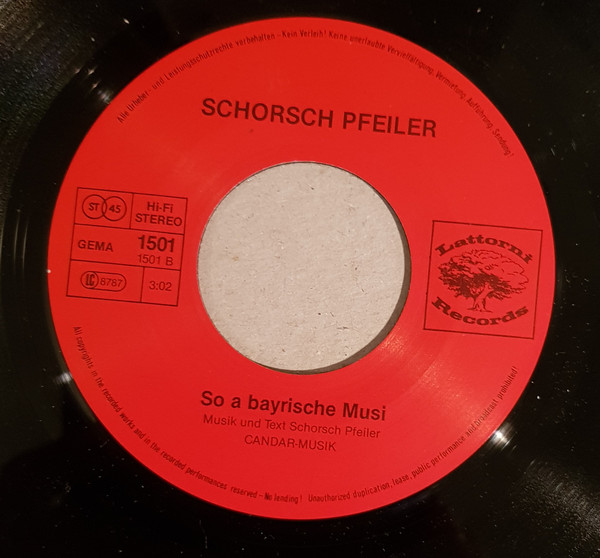 Alle Urheber- und Leistungsschutzrechte vorbehalten - Kein Verleih! Keine unerlaubte Vervielfältigung, Vermietung, Aufführung, Sendung!
SCHORSCH PFEILER
ST 45
Hi-Fi
STEREO
GEMA
1501
1501 B
LC 8787
3:02
Lattorni
Records
So a bayrische Musi
Musik und Text Schorsch Pfeiler
CANDAR-MUSIK
All copyrights in the recorded works and in the recorded performances reserved - No lending! Unauthorized duplication, lease, public performance and broadcast prohibited!